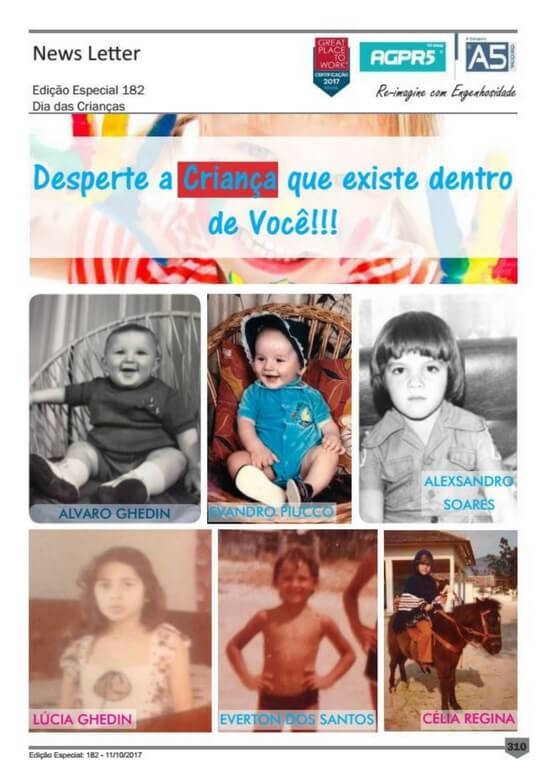 News Letter
Edição Especial 182
Dia das Crianças
GREAT
PLACE
TO
WORK
CERTIFICAÇÃO
2017
AGPR5
A5
Re-imagine com Engenhosidade
Desperte a Criança que existe dentro
de Você!!!
ALVARO GHEDIN
EVANDRO PIUCCO
ALEXSANDRO
SOARES
LÚCIA GHEDIN
EVERTON DOS SANTOS
CÉLIA REGINA
310
Edição Especial: 182 - 11/10/2017